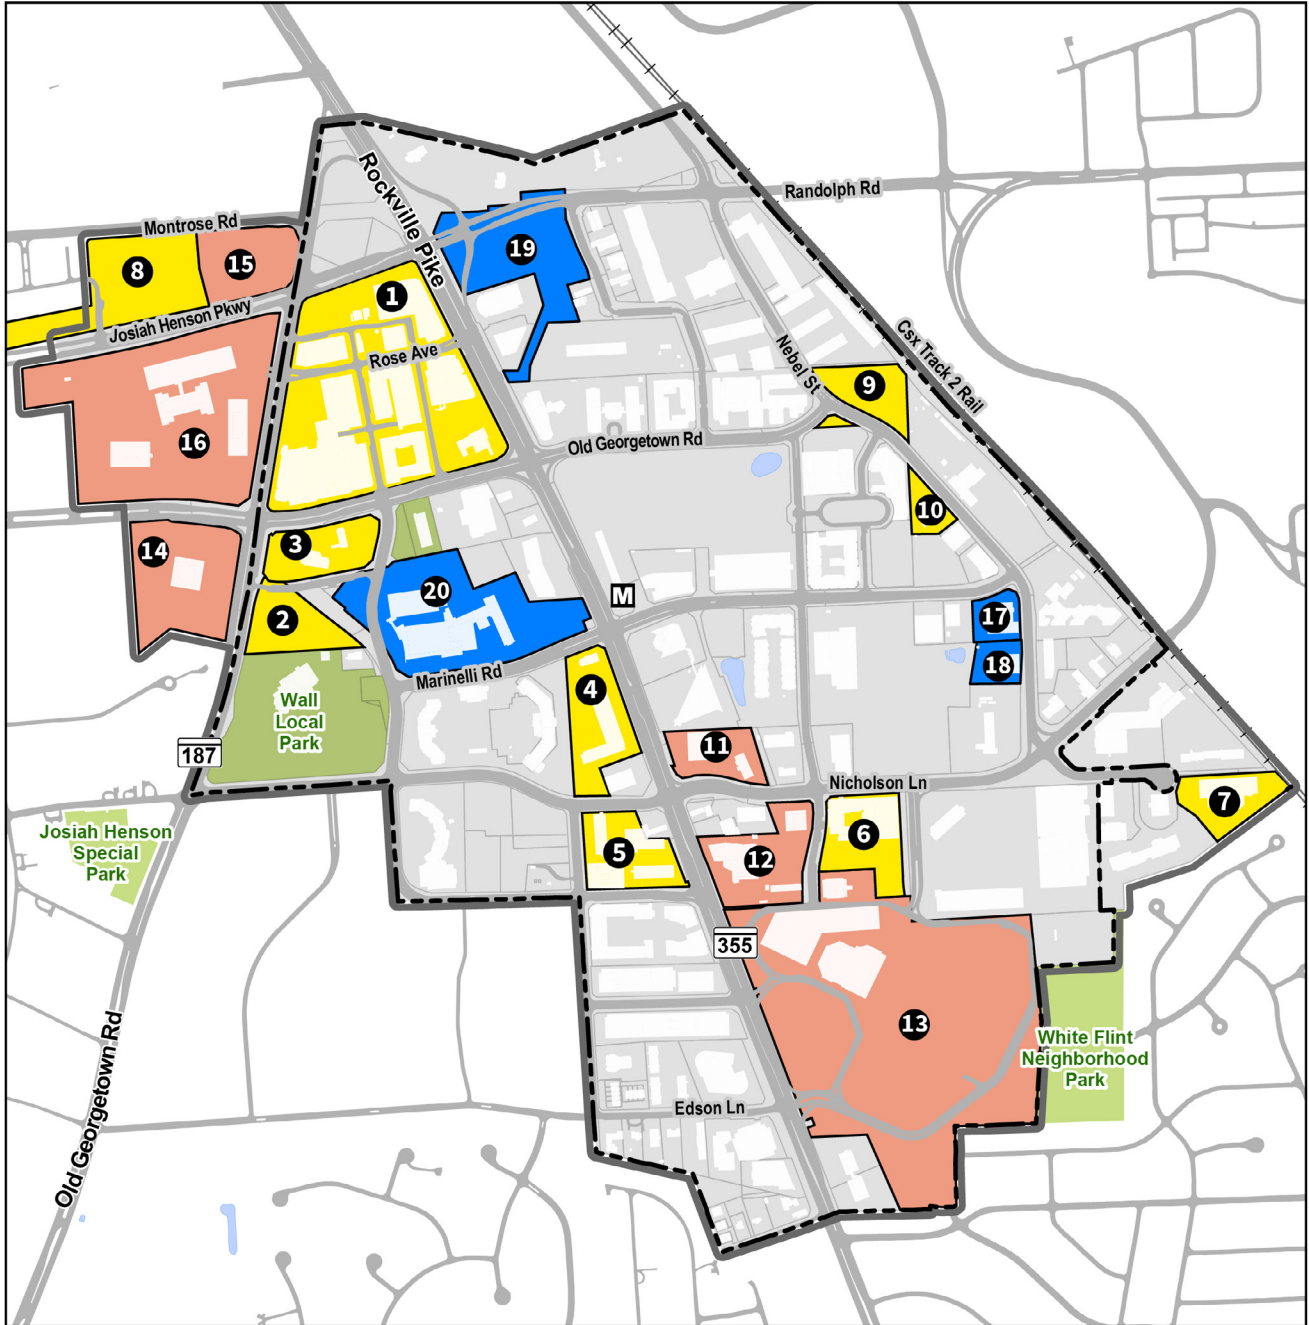 Rockville Pike
Randolph Rd
Montrose Rd
19
8
15
1
Josiah Henson Pkwy
Rose Ave
Csx Track 2 Rail
Nebel St
9
16
Old Georgetown Rd
10
3
14
20
M
2
17
18
Marinelli Rd
4
Wall
Local
Park
187
11
Nicholson Ln
7
Josiah Henson
Special
Park
5
12
6
355
13
White Flint
Neighborhood
Park
Edson Ln
Old Georgetown Rd